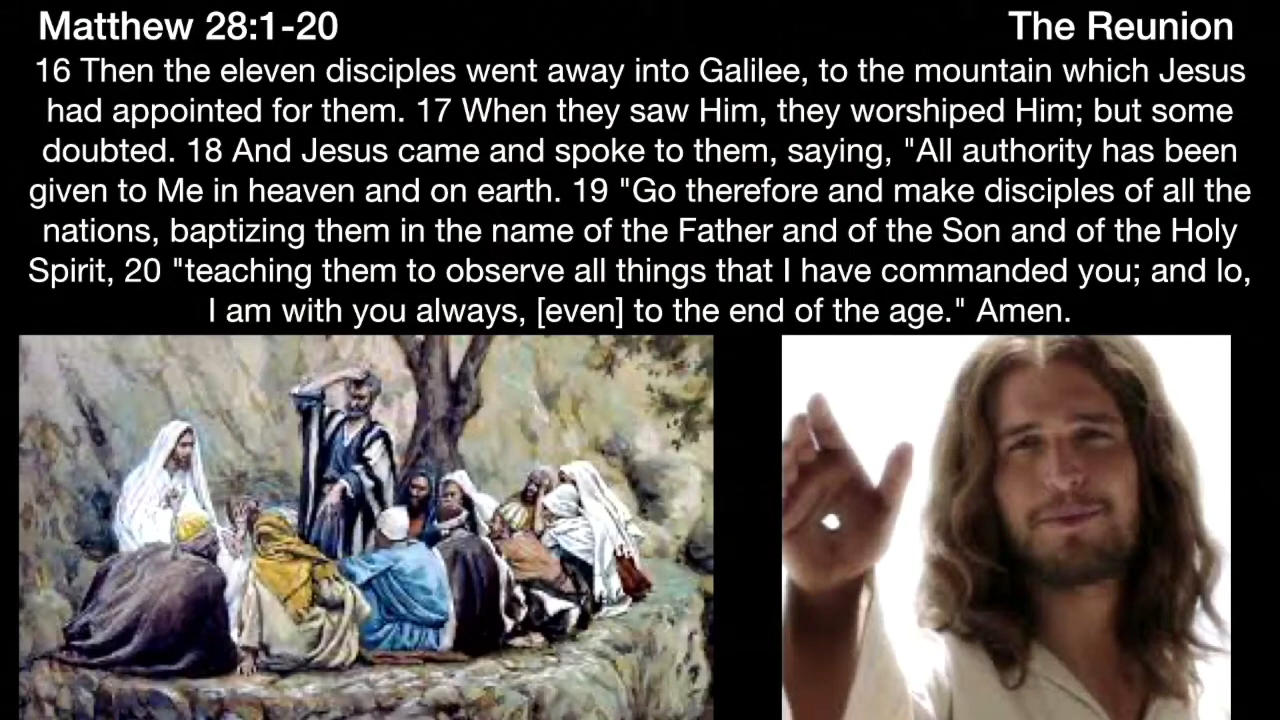 Matthew 28:1-20 The Reunion
16 Then the eleven disciples went away into Galilee, to the mountain which Jesus
had appointed for them. 17 When they saw Him, they worshiped Him; but some
doubted. 18 And Jesus came and spoke to them, saying, "All authority has been
given to Me in heaven and on earth. 19 "Go therefore and make disciples of all the
nations, baptizing them in the name of the Father and of the Son and of the Holy
Spirit, 20 "teaching them to observe all things that I have commanded you; and lo,
I am with you always, [even] to the end of the age." Amen.